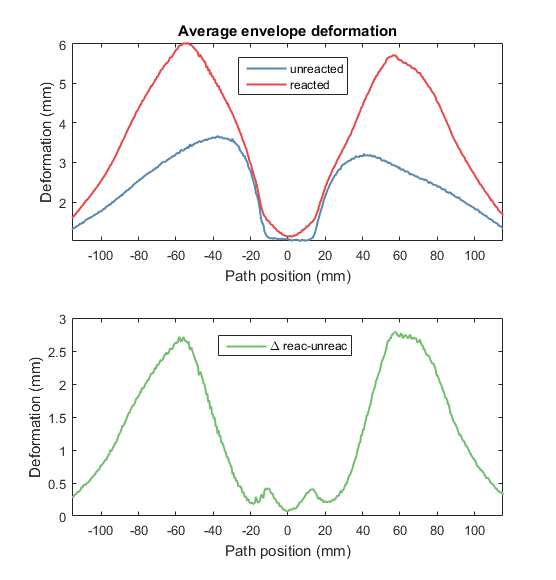 Average envelope deformation
6
5
4
3
2
Deformation (mm)
unreacted
reacted
-100 -80 -60 -40 -20 0 20 40 60 80 100
Path position (mm)
3
2.5
2
1.5
1
0.5
0
Deformation (mm)
Δ reac-unreac
-100 -80 -60 -40 -20 0 20 40 60 80 100
Path position (mm)